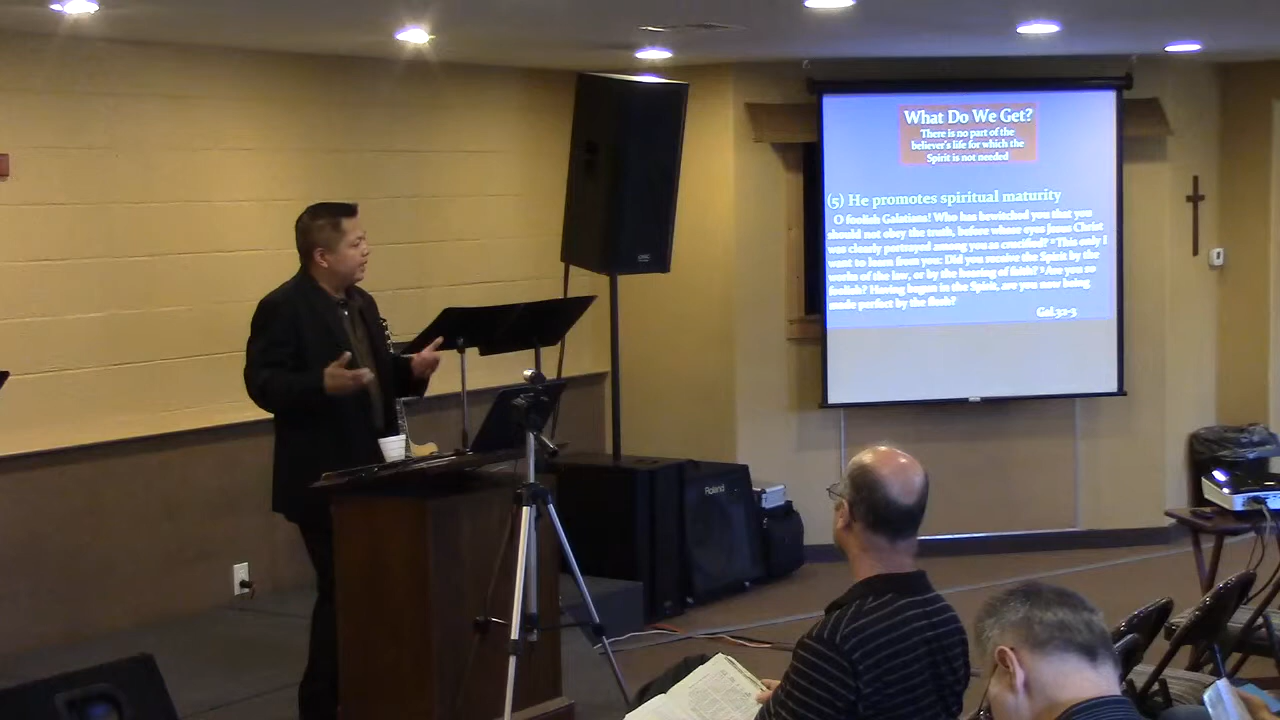 What Do We Get?
There is no part of the
believer's life for which the
Spirit is not needed
(5) He promotes spiritual maturity
O foolish Galatians! Who has bewitched you that you
should not obey the truth, before whose eyes Jesus Christ
was clearly portrayed among you as crucified? ² This only I
want to learn from you: Did you receive the Spirit by the
works of the law, or by the hearing of faith? ³ Are you so
foolish? Having begun in the Spirit, are you now being
made perfect by the flesh?
Gal.3:1-3
Roland